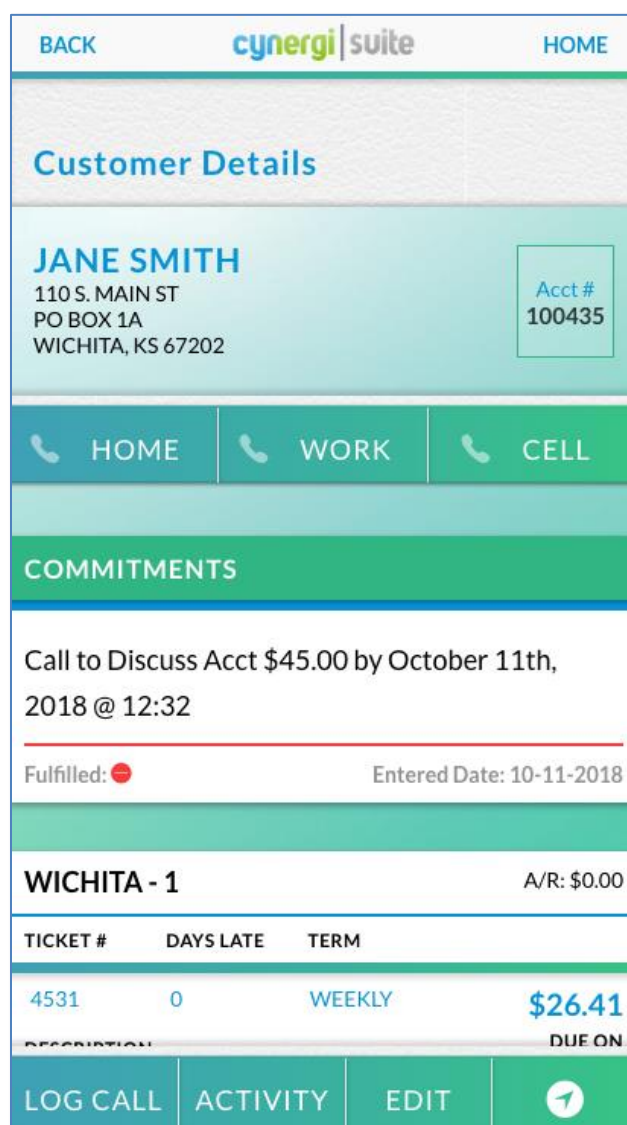 BACK cynergi|suite HOME
Customer Details
JANE SMITH
110 S. MAIN ST
PO BOX 1A
WICHITA, KS 67202
Acct #
100435
HOME WORK CELL
COMMITMENTS
Call to Discuss Acct $45.00 by October 11th,
2018 @ 12:32
Fulfilled: Entered Date: 10-11-2018
WICHITA - 1 A/R: $0.00
TICKET # DAYS LATE TERM
4531 0 WEEKLY $26.41
DESCRIPTION DUE ON
LOG CALL ACTIVITY EDIT